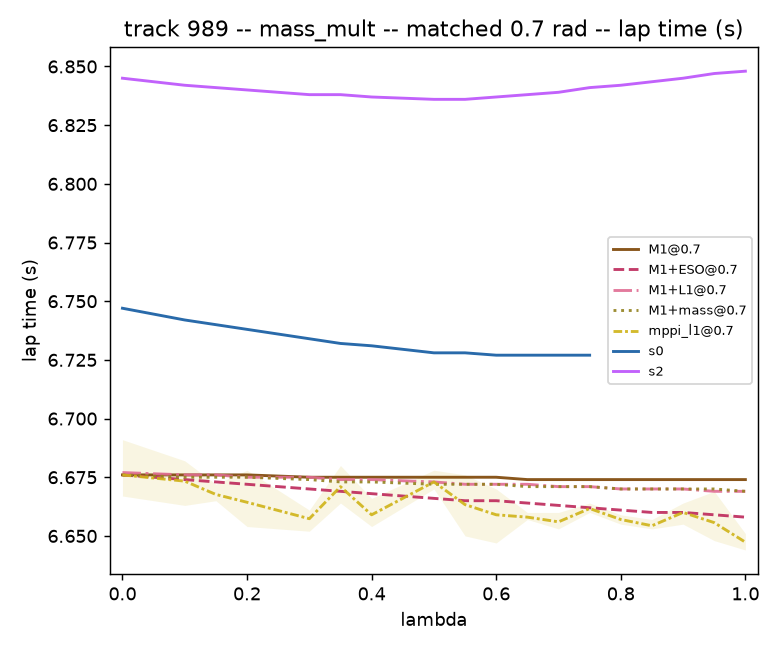 track 989 -- mass_mult -- matched 0.7 rad -- lap time (s)
6.850
6.825
6.800
6.775
6.750
6.725
6.700
6.675
6.650
lap time (s)
M1@0.7
M1+ESO@0.7
M1+L1@0.7
M1+mass@0.7
mppi_l1@0.7
s0
s2
0.0 0.2 0.4 0.6 0.8 1.0
lambda